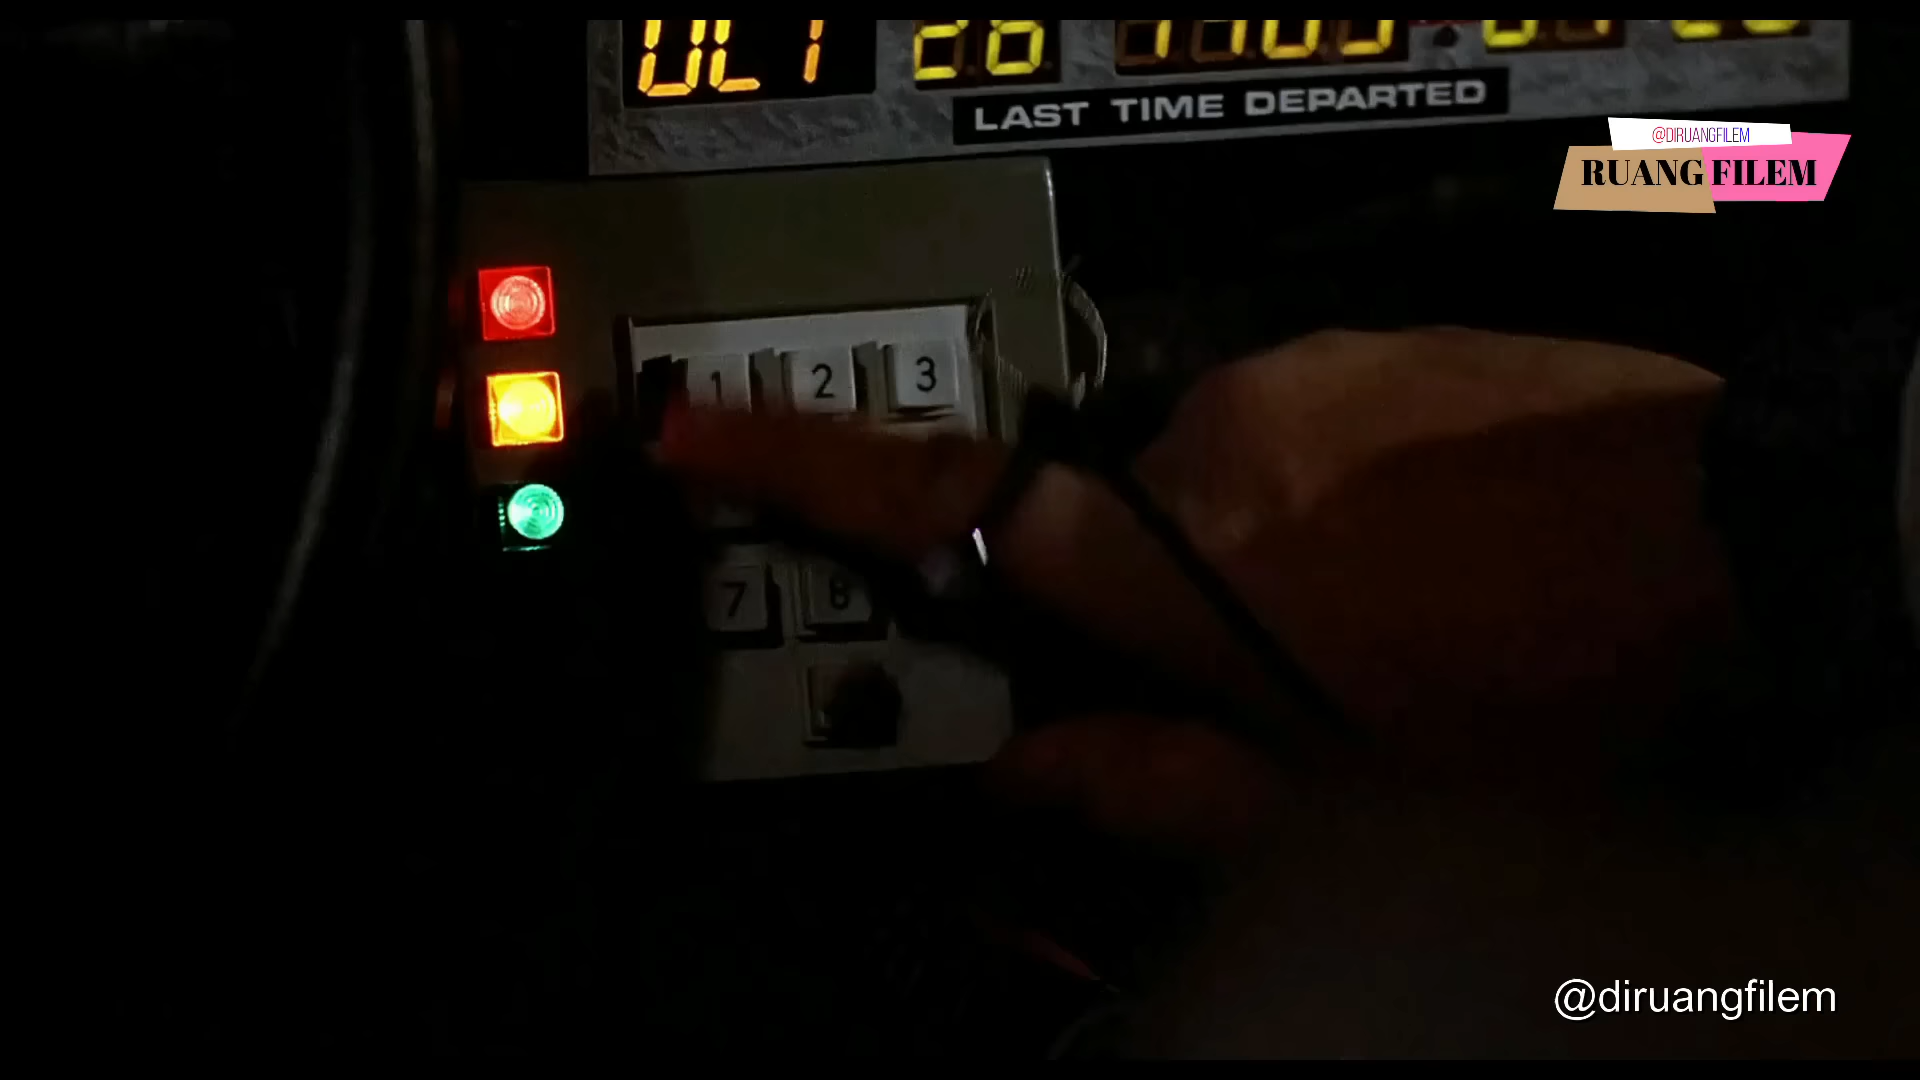 LAST TIME DEPARTED
@DIRUANGFILEM
RUANG FILEM
1 2 3
7 8
@diruangfilem